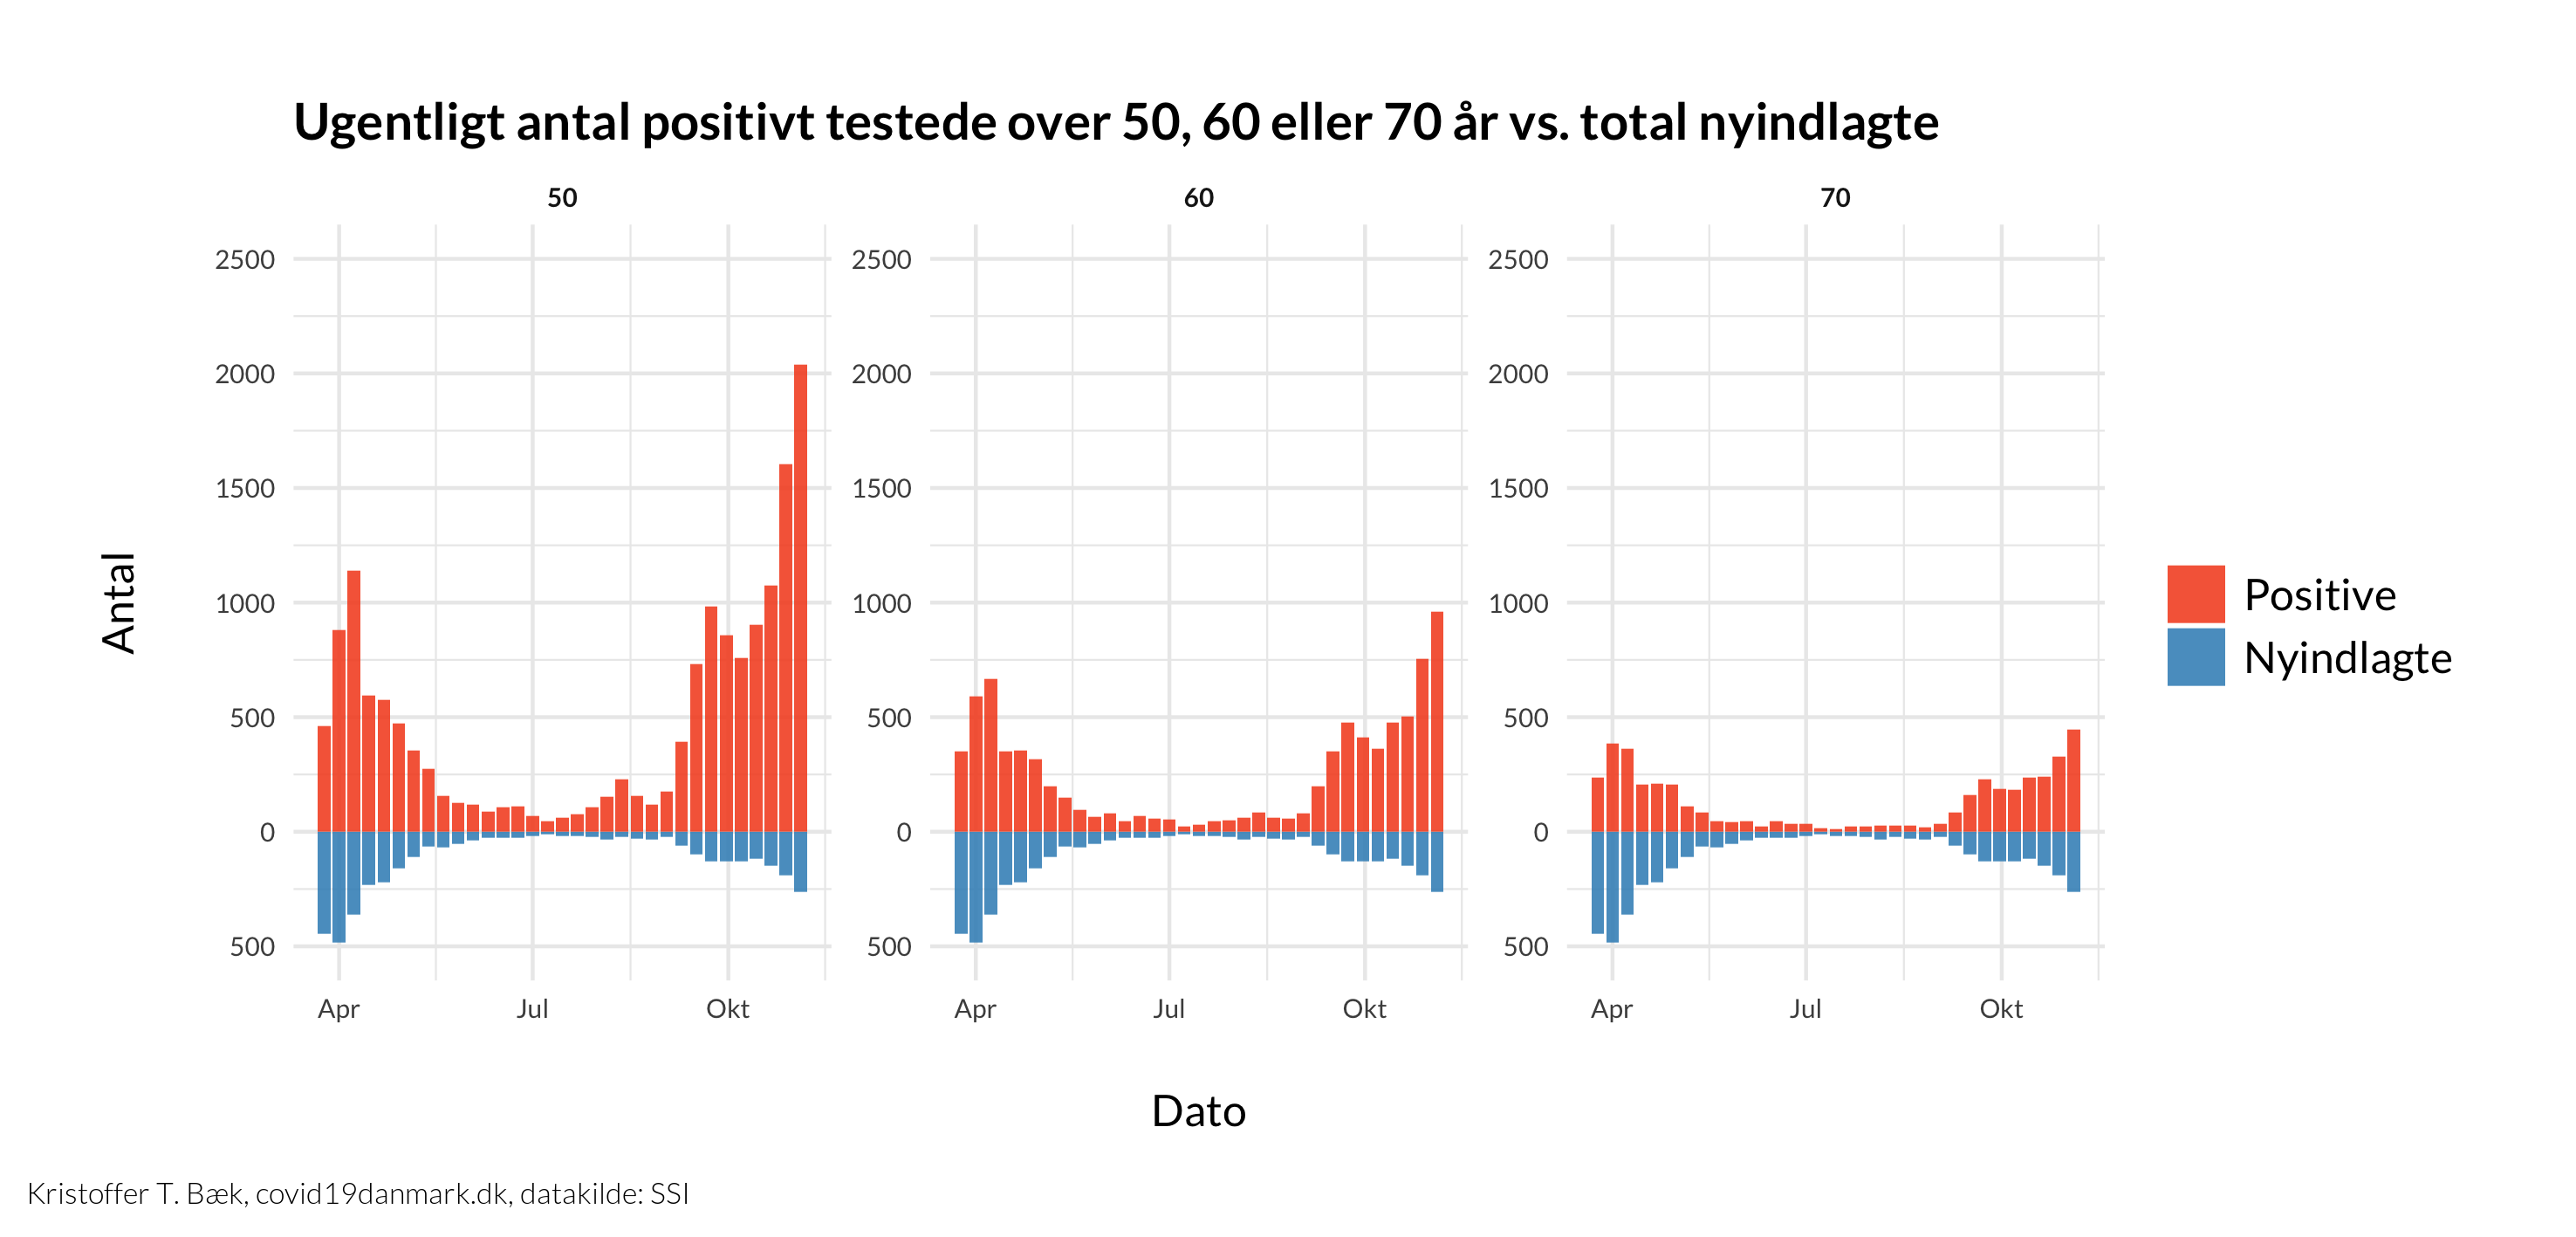 Ugentligt antal positivt testede over 50, 60 eller 70 år vs. total nyindlagte
50
60
70
2500
2000
1500
1000
500
0
500
2500
2000
1500
1000
500
0
500
2500
2000
1500
1000
500
0
500
Antal
Apr
Jul
Okt
Apr
Jul
Okt
Apr
Jul
Okt
Dato
Positive
Nyindlagte
Kristoffer T. Bæk, covid19danmark.dk, datakilde: SSI